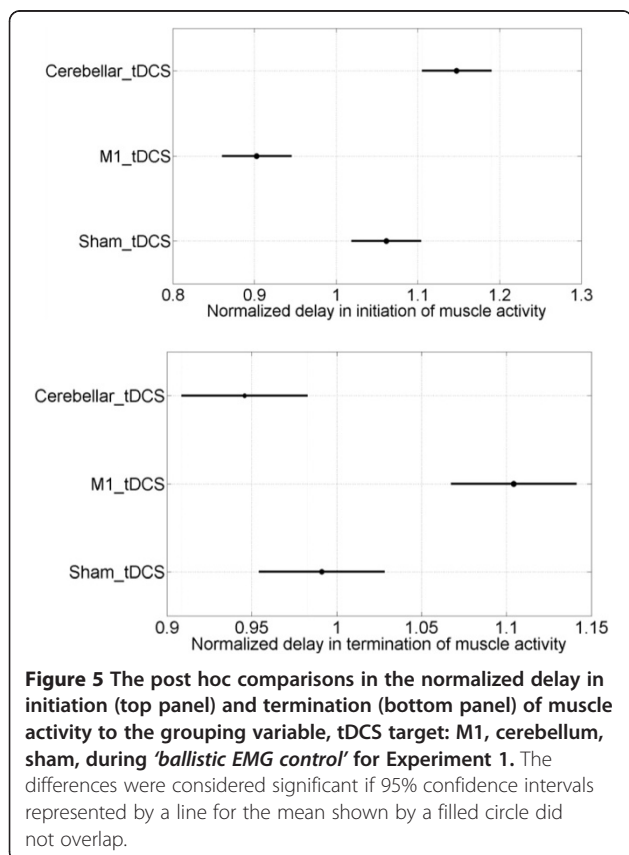 Cerebellar_tDCS
M1_tDCS
Sham_tDCS
0.8 0.9 1 1.1 1.2 1.3
Normalized delay in initiation of muscle activity
Cerebellar_tDCS
M1_tDCS
Sham_tDCS
0.9 0.95 1 1.05 1.1 1.15
Normalized delay in termination of muscle activity
Figure 5 The post hoc comparisons in the normalized delay in
initiation (top panel) and termination (bottom panel) of muscle
activity to the grouping variable, tDCS target: M1, cerebellum,
sham, during 'ballistic EMG control' for Experiment 1. The
differences were considered significant if 95% confidence intervals
represented by a line for the mean shown by a filled circle did
not overlap.